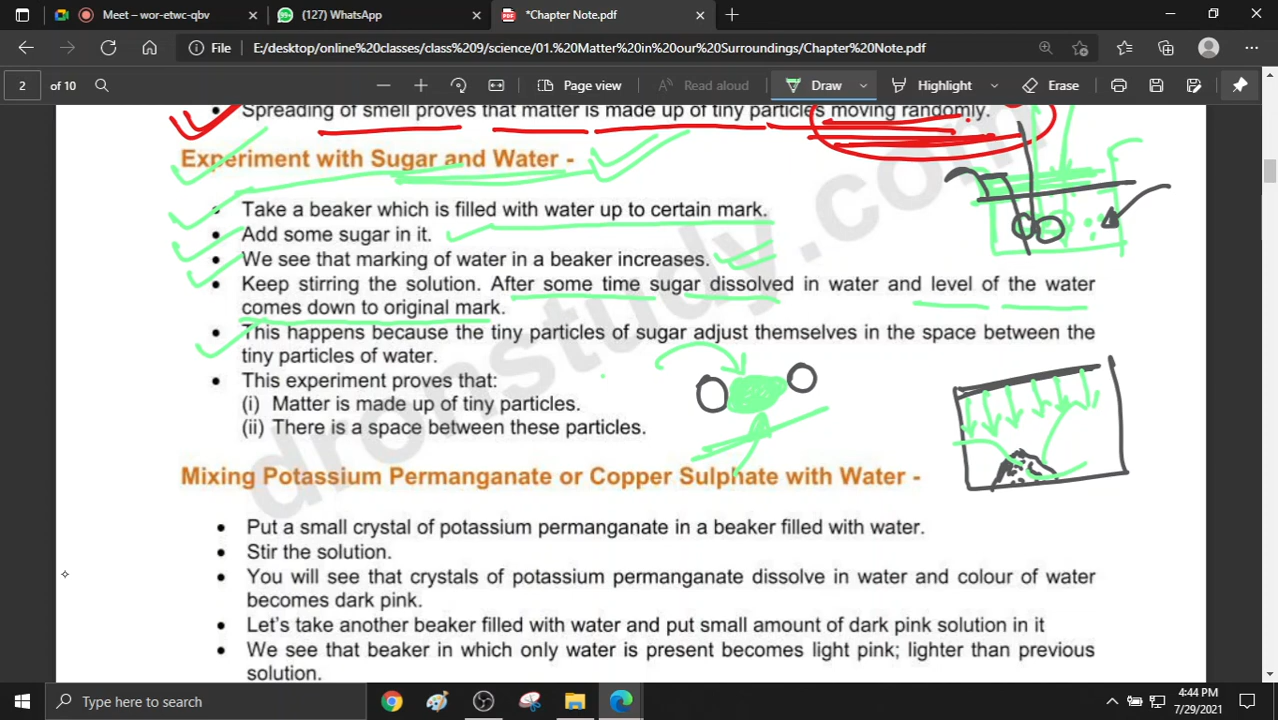 Meet – wor-etwc-qbv
(127) WhatsApp
*Chapter Note.pdf
File
E:/desktop/online%20classes/class%209/science/01.%20Matter%20in%20our%20Surroundings/Chapter%20Note.pdf
2 of 10
Page view
Read aloud
Draw
Highlight
Erase
• Spreading of smell proves that matter is made up of tiny particles moving randomly.
Experiment with Sugar and Water -
• Take a beaker which is filled with water up to certain mark.
• Add some sugar in it.
• We see that marking of water in a beaker increases.
• Keep stirring the solution. After some time sugar dissolved in water and level of the water
comes down to original mark.
• This happens because the tiny particles of sugar adjust themselves in the space between the
tiny particles of water.
• This experiment proves that:
(i) Matter is made up of tiny particles.
(ii) There is a space between these particles.
Mixing Potassium Permanganate or Copper Sulphate with Water -
• Put a small crystal of potassium permanganate in a beaker filled with water.
• Stir the solution.
• You will see that crystals of potassium permanganate dissolve in water and colour of water
becomes dark pink.
• Let's take another beaker filled with water and put small amount of dark pink solution in it
• We see that beaker in which only water is present becomes light pink; lighter than previous
solution.
dronstudy.com
Type here to search
4:44 PM
7/29/2021